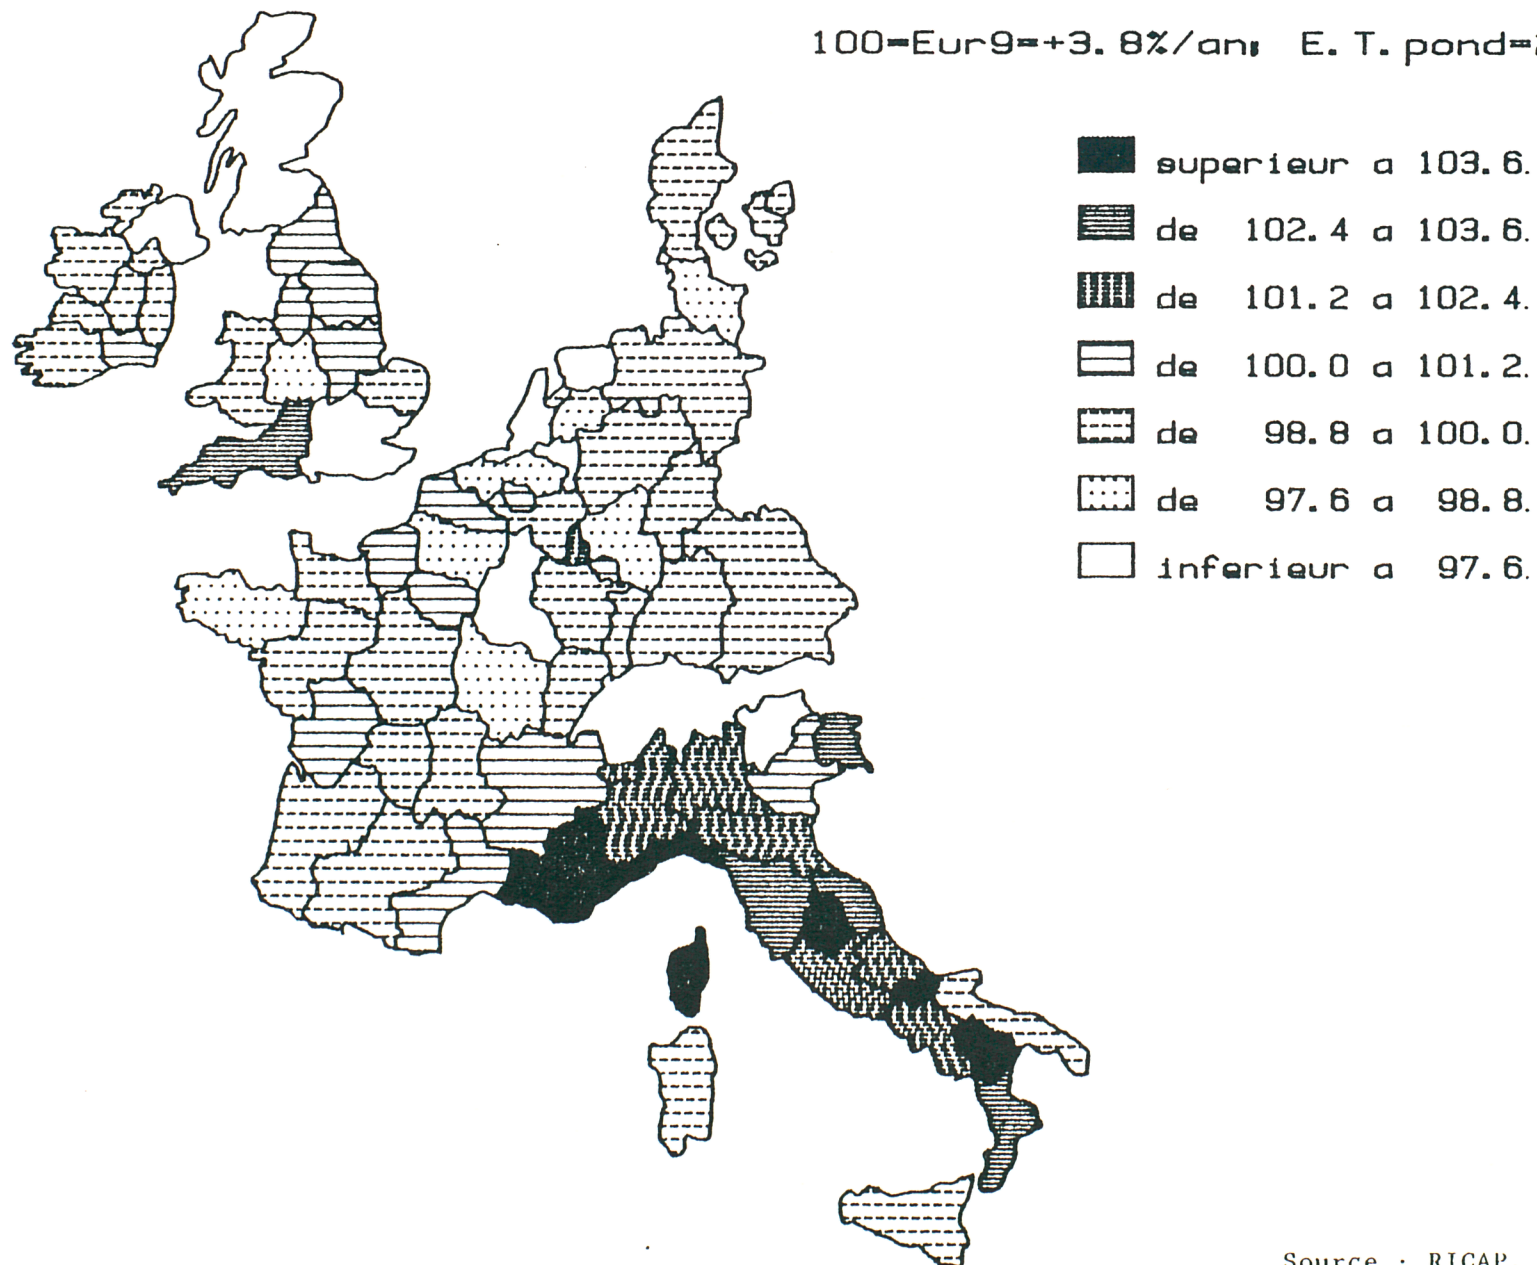 100=Eur9=+3.8%/an; E.T.pond=
superieur a 103.6.
de 102.4 a 103.6.
de 101.2 a 102.4.
de 100.0 a 101.2.
de 98.8 a 100.0.
de 97.6 a 98.8.
inferieur a 97.6.
Source : RICAP